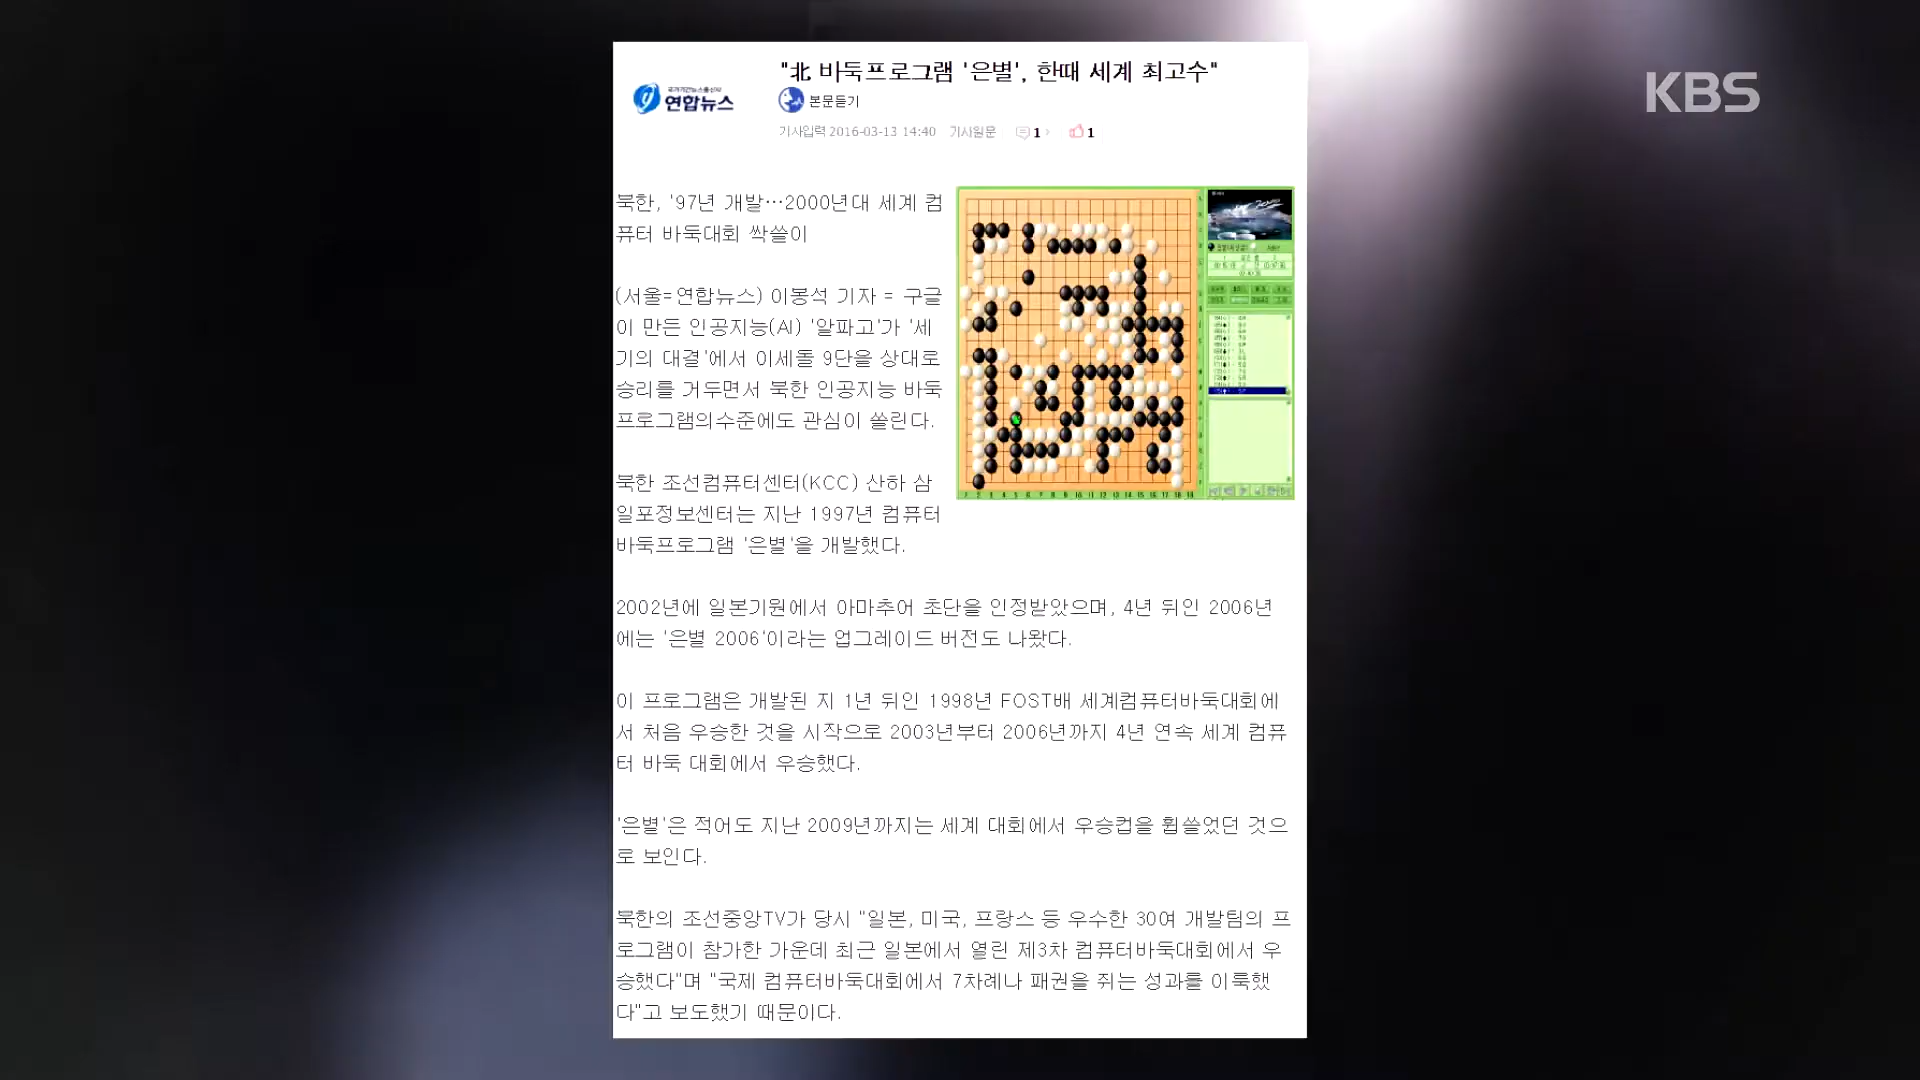 "北 바둑프로그램 '은별', 한때 세계 최고수"
연합뉴스
본문듣기
기사입력 2016-03-13 14:40 기사원문 1 1
KBS
북한, '97년 개발…2000년대 세계 컴
퓨터 바둑대회 싹쓸이
(서울=연합뉴스) 이봉석 기자 = 구글
이 만든 인공지능(AI) '알파고'가 '세
기의 대결'에서 이세돌 9단을 상대로
승리를 거두면서 북한 인공지능 바둑
프로그램의수준에도 관심이 쏠린다.
북한 조선컴퓨터센터(KCC) 산하 삼
일포정보센터는 지난 1997년 컴퓨터
바둑프로그램 '은별'을 개발했다.
2002년에 일본기원에서 아마추어 초단을 인정받았으며, 4년 뒤인 2006년
에는 '은별 2006'이라는 업그레이드 버전도 나왔다.
이 프로그램은 개발된 지 1년 뒤인 1998년 FOST배 세계컴퓨터바둑대회에
서 처음 우승한 것을 시작으로 2003년부터 2006년까지 4년 연속 세계 컴퓨
터 바둑 대회에서 우승했다.
'은별'은 적어도 지난 2009년까지는 세계 대회에서 우승컵을 휩쓸었던 것으
로 보인다.
북한의 조선중앙TV가 당시 "일본, 미국, 프랑스 등 우수한 30여 개발팀의 프
로그램이 참가한 가운데 최근 일본에서 열린 제3차 컴퓨터바둑대회에서 우
승했다"며 "국제 컴퓨터바둑대회에서 7차례나 패권을 쥐는 성과를 이룩했
다"고 보도했기 때문이다.